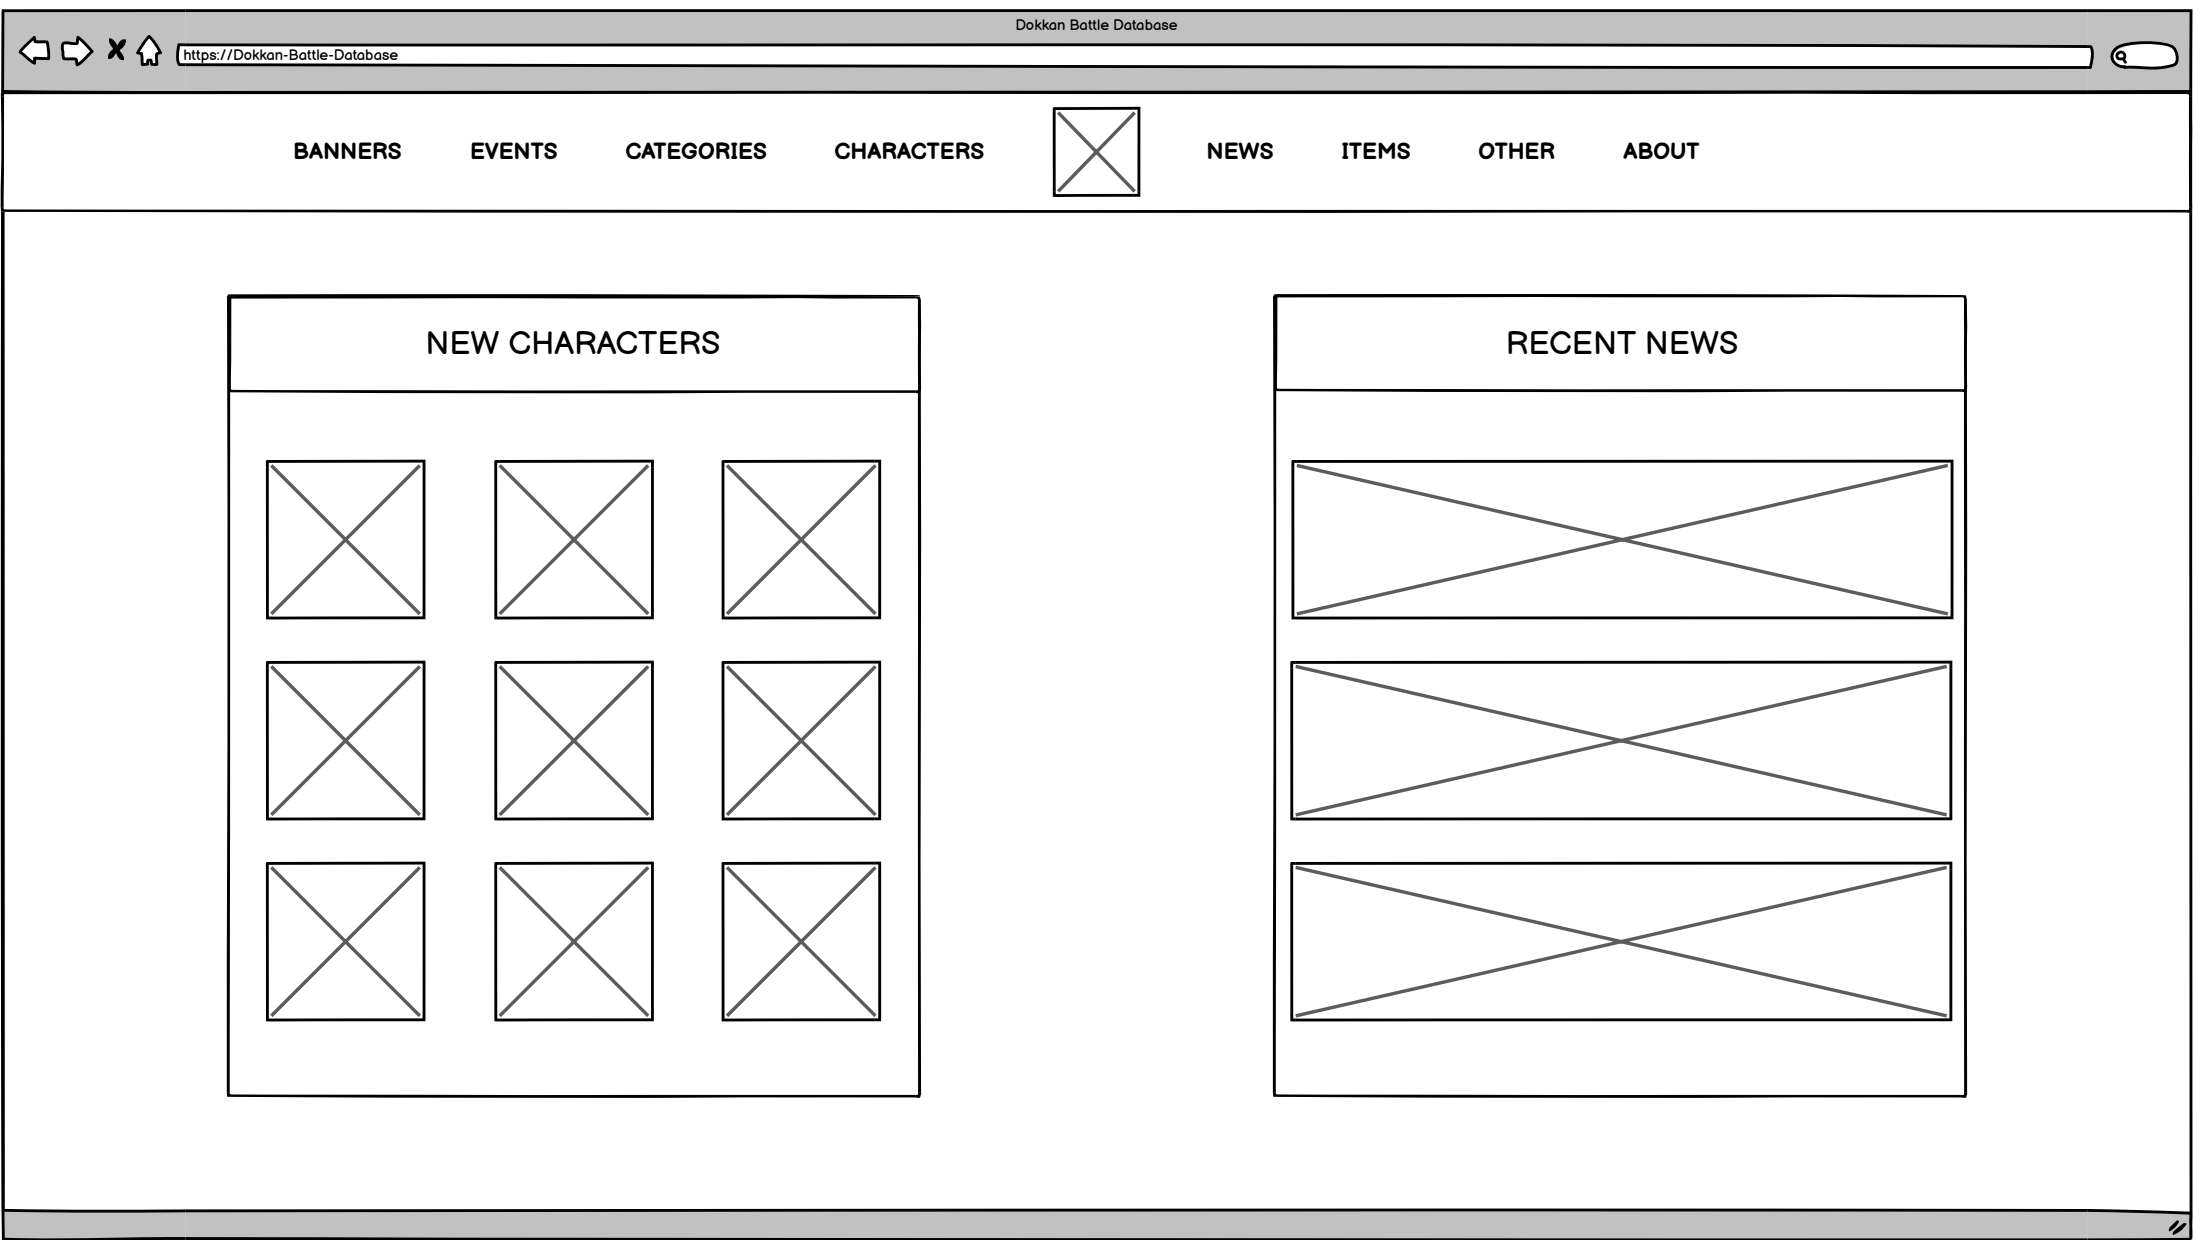 Dokkan Battle Database
https://Dokkan-Battle-Database
BANNERS EVENTS CATEGORIES CHARACTERS NEWS ITEMS OTHER ABOUT
NEW CHARACTERS
RECENT NEWS